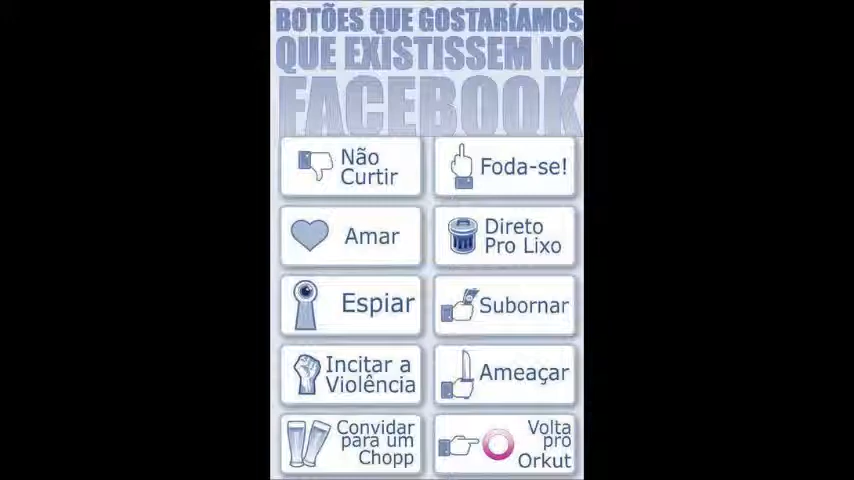 BOTÕES QUE GOSTARÍAMOS
QUE EXISTISSEM NO
FACEBOOK
Não
Curtir
Foda-se!
Amar
Direto
Pro Lixo
Espiar
Subornar
Incitar a
Violência
Ameaçar
Convidar
para um
Chopp
Volta
pro
Orkut